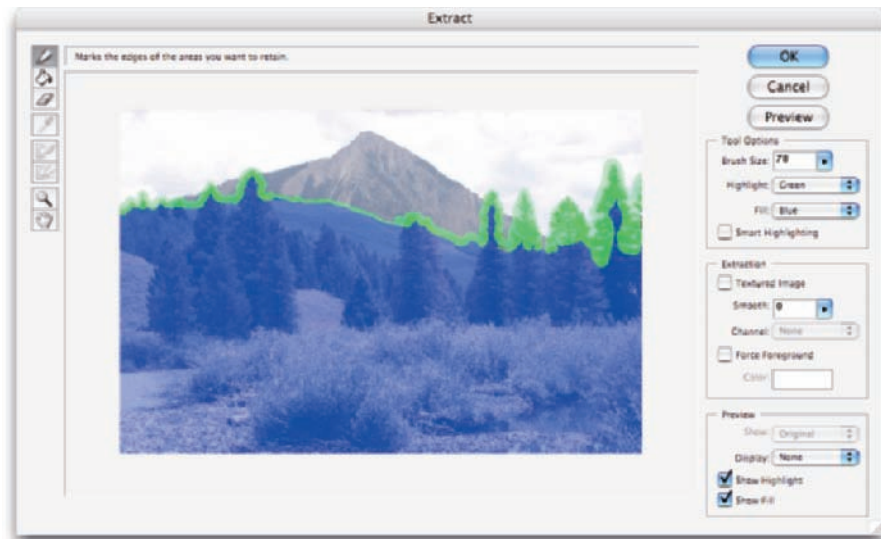 Extract
Marks the edges of the areas you want to retain.
OK
Cancel
Preview
Tool Options
Brush Size: 78
Highlight: Green
Fill: Blue
Smart Highlighting
Extraction
Textured Image
Smooth: 0
Channel: None
Force Foreground
Color:
Preview
Show: Original
Display: None
Show Highlight
Show Fill